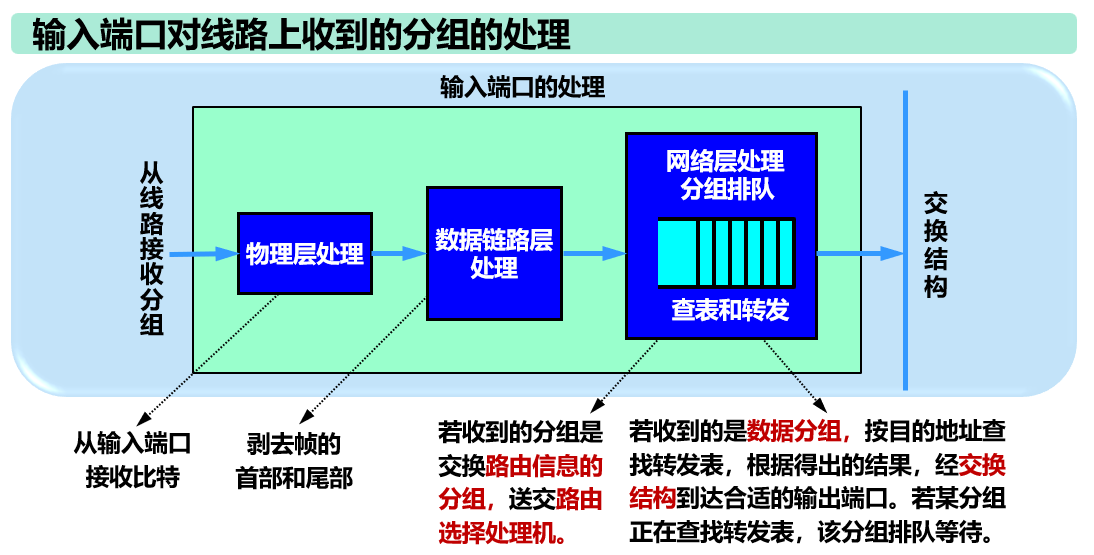 输入端口对线路上收到的分组的处理
输入端口的处理
从线路接收分组
物理层处理
数据链路层
处理
网络层处理
分组排队
查表和转发
交换结构
从输入端口
接收比特
剥去帧的
首部和尾部
若收到的分组是
交换路由信息的
分组，送交路由
选择处理机。
若收到的是数据分组，按目的地址查
找转发表，根据得出的结果，经交换
结构到达合适的输出端口。若某分组
正在查找转发表，该分组排队等待。